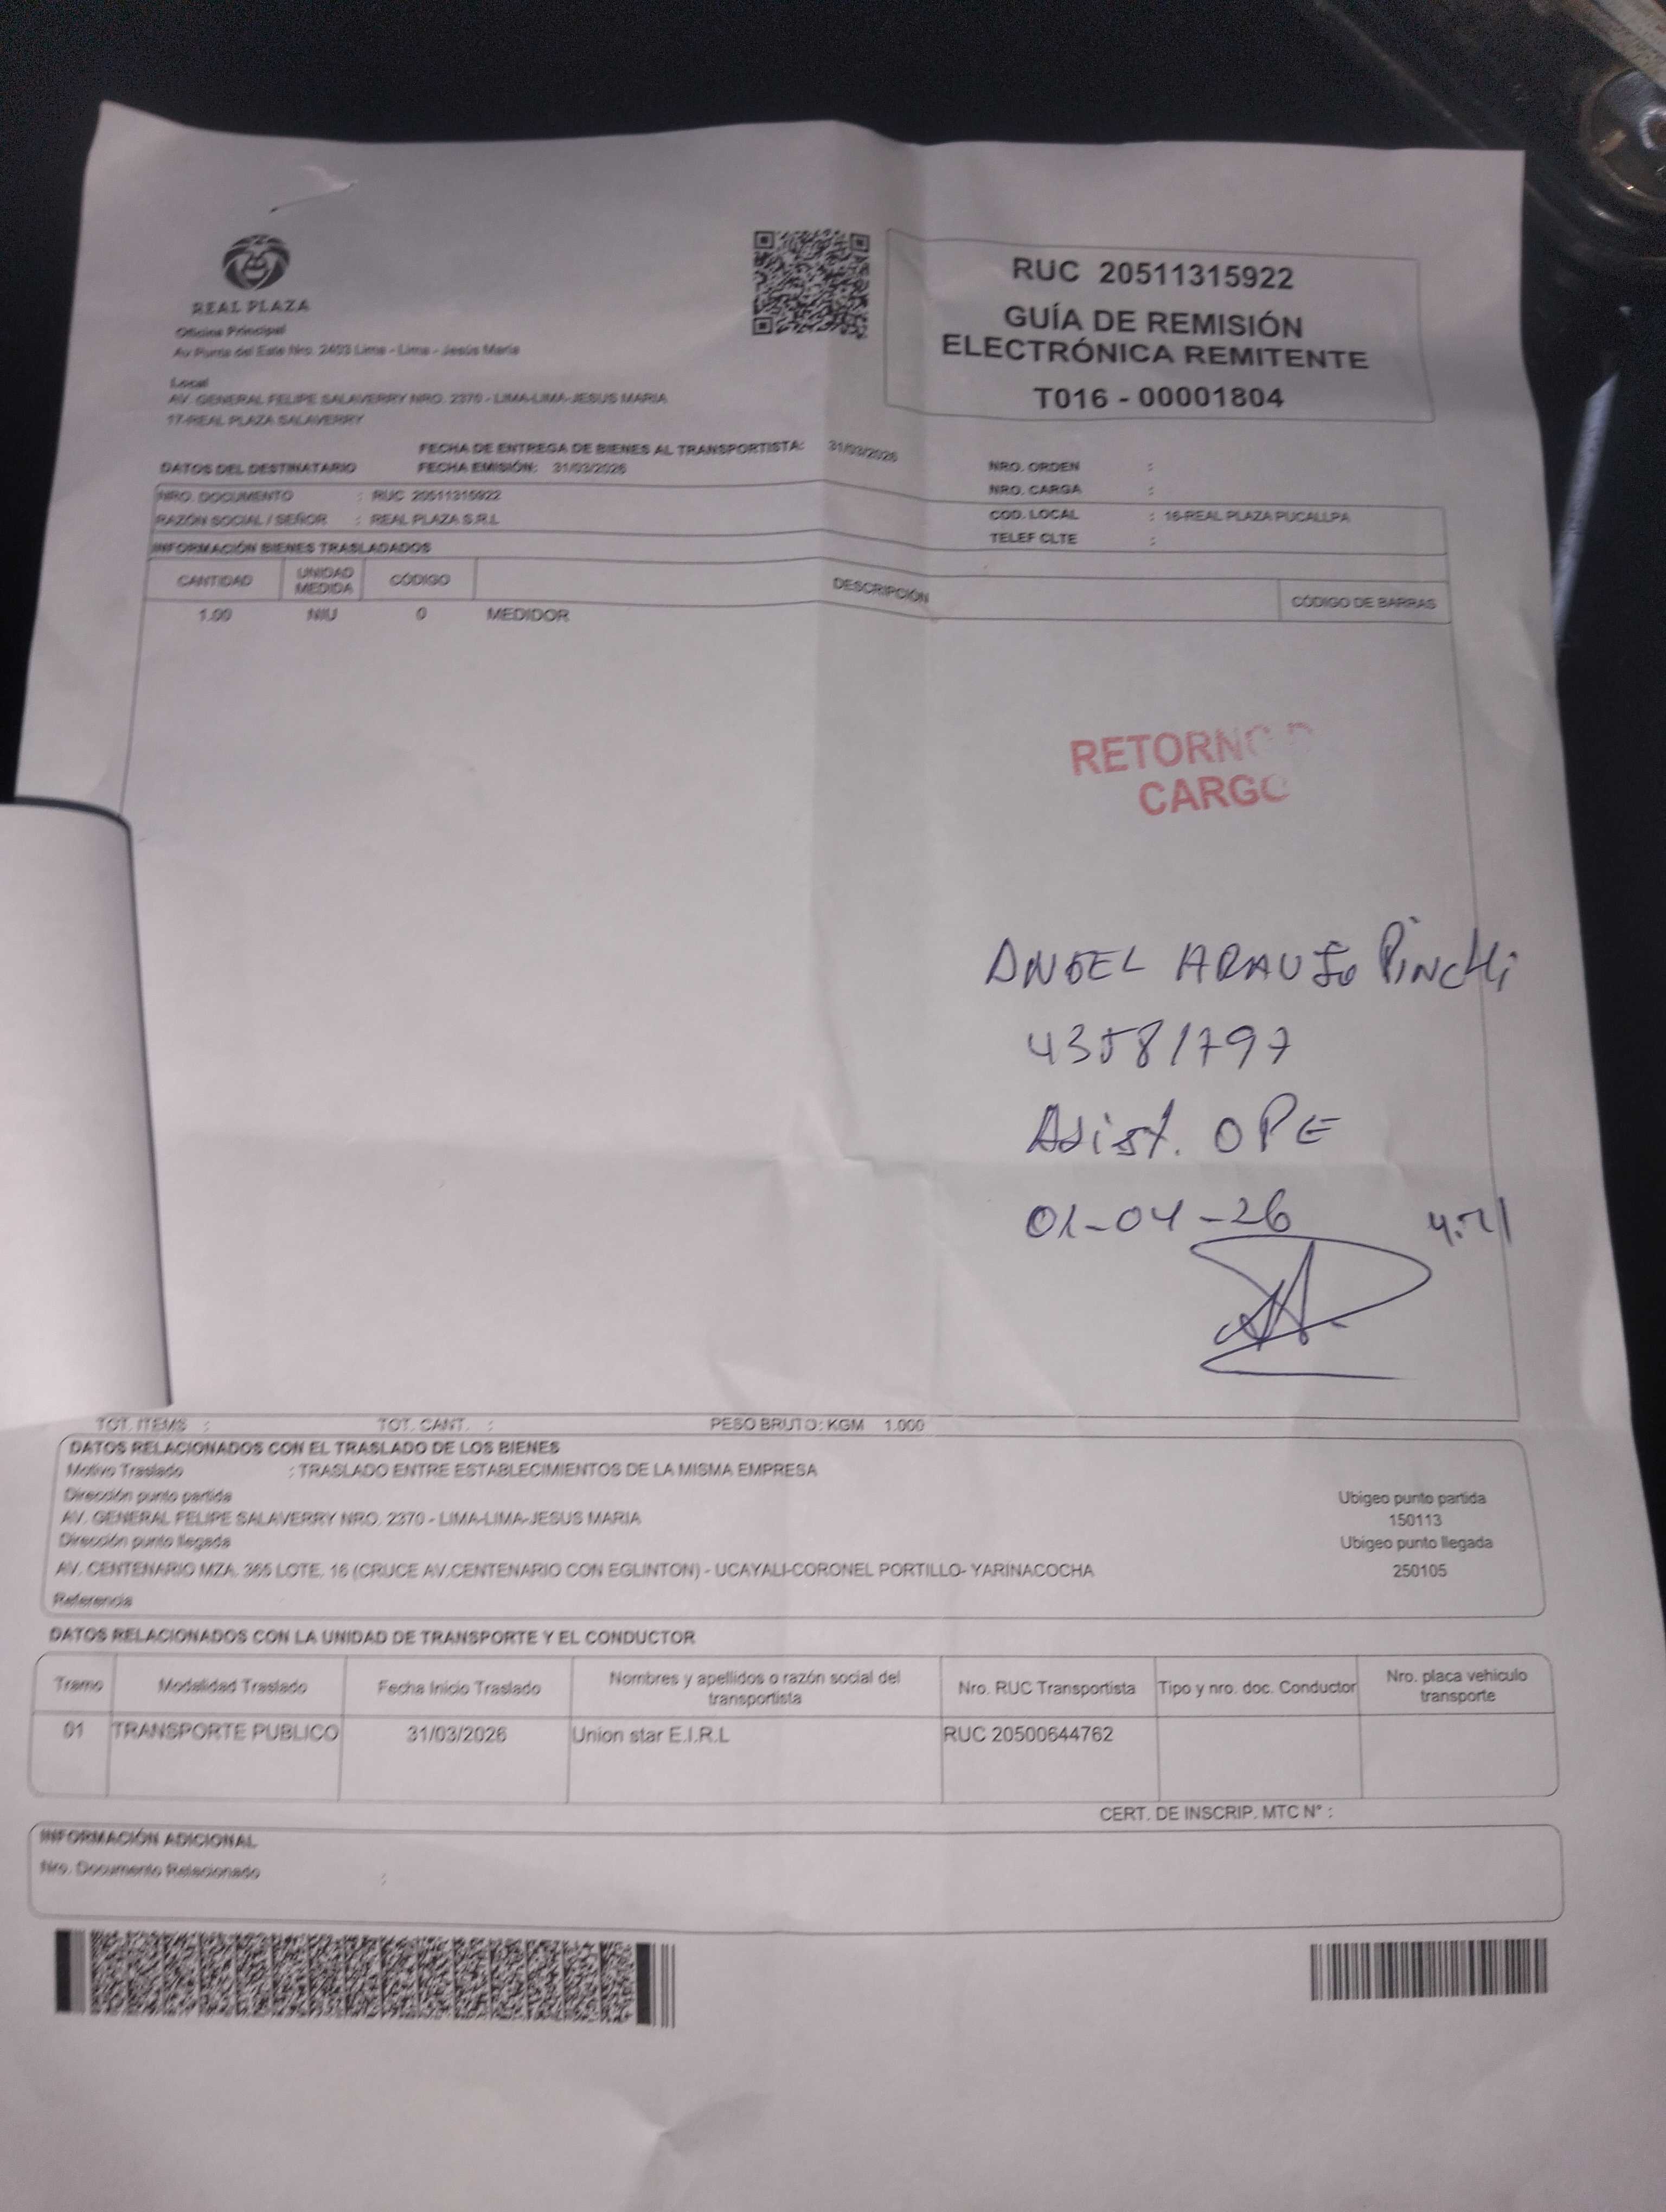 REAL PLAZA
Oficina Principal
Av Punta del Este Nro. 2403 Lima - Lima - Jesús María
Local
AV. GENERAL FELIPE SALAVERRY NRO. 2370 - LIMA-LIMA-JESUS MARIA
17-REAL PLAZA SALAVERRY
RUC 20511315922
GUÍA DE REMISIÓN
ELECTRÓNICA REMITENTE
T016 - 00001804
FECHA DE ENTREGA DE BIENES AL TRANSPORTISTA: 31/03/2026
DATOS DEL DESTINATARIO FECHA EMISIÓN: 31/03/2026
NRO. ORDEN :
NRO. CARGA :
NRO. DOCUMENTO : RUC 20511315922
COD. LOCAL : 16-REAL PLAZA PUCALLPA
RAZÓN SOCIAL / SEÑOR : REAL PLAZA S.R.L
TELEF CLTE :
INFORMACIÓN BIENES TRASLADADOS
CANTIDAD UNIDAD MEDIDA CÓDIGO DESCRIPCIÓN CÓDIGO DE BARRAS
1.00 NIU 0 MEDIDOR
RETORNO D
CARGO
ANGEL ARAUJO PiNCHi
43581797
Asist. OPE
01-04-26 4:21
TOT. ITEMS : TOT. CANT. : PESO BRUTO: KGM 1.000
DATOS RELACIONADOS CON EL TRASLADO DE LOS BIENES
Motivo Traslado : TRASLADO ENTRE ESTABLECIMIENTOS DE LA MISMA EMPRESA
Dirección punto partida Ubigeo punto partida
AV. GENERAL FELIPE SALAVERRY NRO. 2370 - LIMA-LIMA-JESUS MARIA 150113
Dirección punto llegada Ubigeo punto llegada
AV. CENTENARIO MZA. 365 LOTE. 16 (CRUCE AV.CENTENARIO CON EGLINTON) - UCAYALI-CORONEL PORTILLO- YARINACOCHA 250105
Referencia
DATOS RELACIONADOS CON LA UNIDAD DE TRANSPORTE Y EL CONDUCTOR
Tramo Modalidad Traslado Fecha Inicio Traslado Nombres y apellidos o razón social del transportista Nro. RUC Transportista Tipo y nro. doc. Conductor Nro. placa vehiculo transporte
01 TRANSPORTE PUBLICO 31/03/2026 Union star E.I.R.L RUC 20500644762
CERT. DE INSCRIP. MTC N° :
INFORMACIÓN ADICIONAL
Nro. Documento Relacionado :